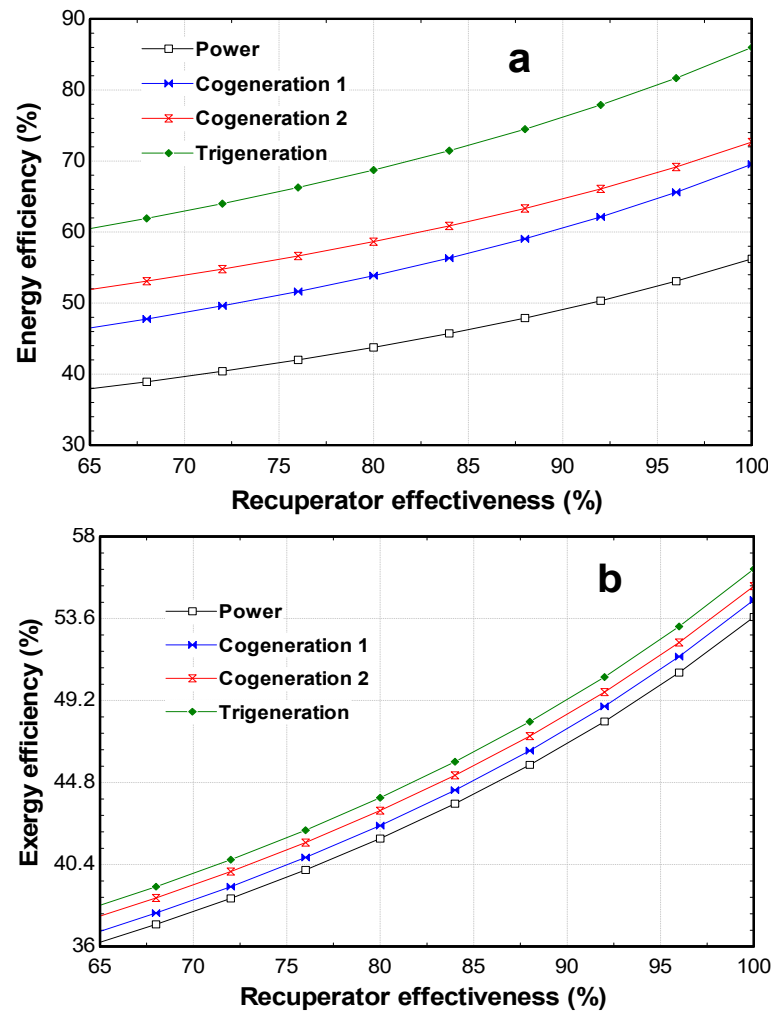 90
80
70
60
50
40
30
Energy efficiency (%)
a
Power
Cogeneration 1
Cogeneration 2
Trigeneration
65 70 75 80 85 90 95 100
Recuperator effectiveness (%)
58
53.6
49.2
44.8
40.4
36
Exergy efficiency (%)
b
Power
Cogeneration 1
Cogeneration 2
Trigeneration
65 70 75 80 85 90 95 100
Recuperator effectiveness (%)